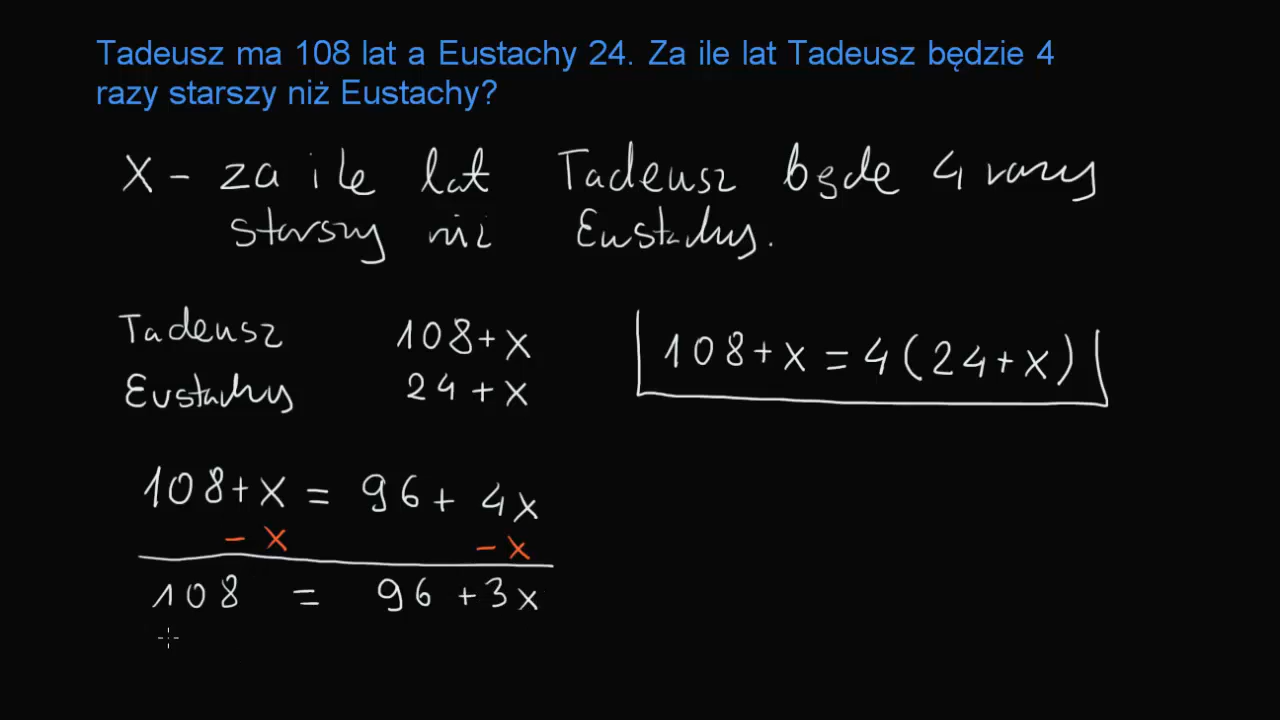 Tadeusz ma 108 lat a Eustachy 24. Za ile lat Tadeusz będzie 4
razy starszy niż Eustachy?
X - za ile lat Tadeusz będe 4 razy
starszy niż Eustachy.
Tadeusz 108+x
Eustachy 24+x
108+x=4(24+x)
108+x = 96+4x
-x -x
108 = 96+3x